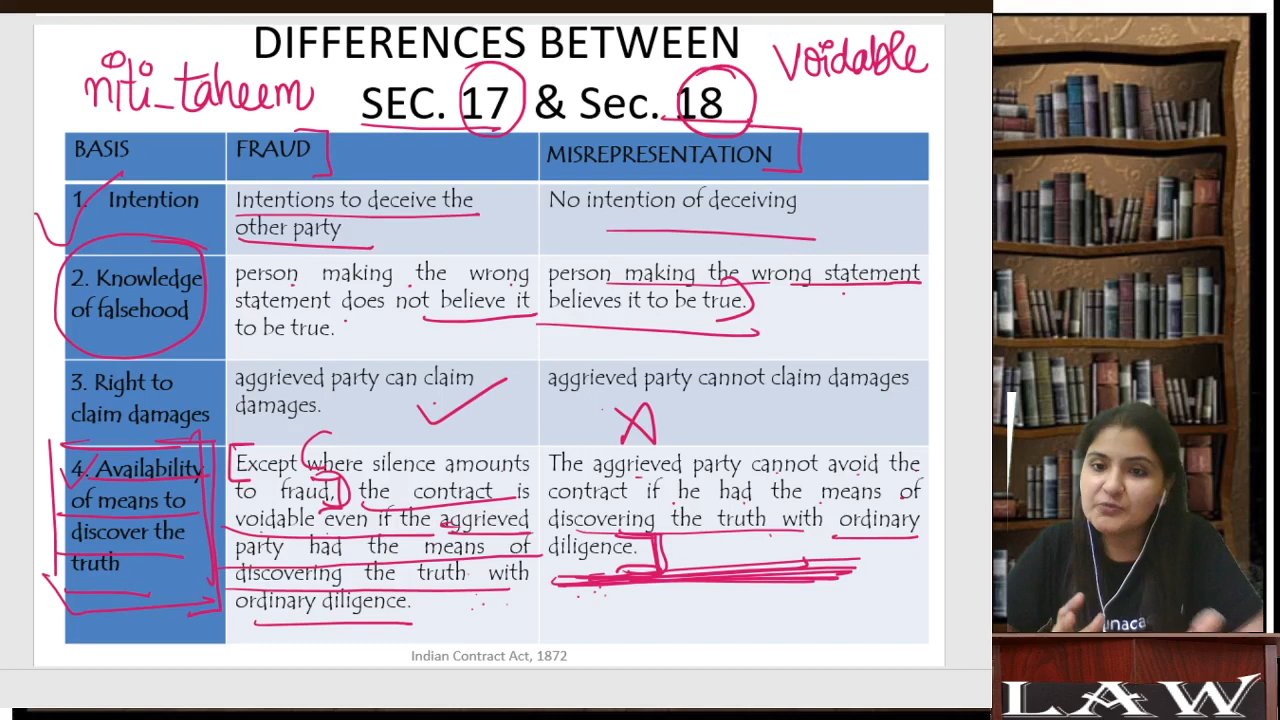 DIFFERENCES BETWEEN
niti_taheem
voidable
SEC. 17 & Sec. 18
BASIS
FRAUD
MISREPRESENTATION
1. Intention
Intentions to deceive the
other party
No intention of deceiving
2. Knowledge
of falsehood
person making the wrong
statement does not believe it
to be true.
person making the wrong statement
believes it to be true.
3. Right to
claim damages
aggrieved party can claim
damages.
aggrieved party cannot claim damages
4. Availability
of means to
discover the
truth
Except where silence amounts
to fraud, the contract is
voidable even if the aggrieved
party had the means of
discovering the truth with
ordinary diligence.
The aggrieved party cannot avoid the
contract if he had the means of
discovering the truth with ordinary
diligence.
Indian Contract Act, 1872
unaca
LAW